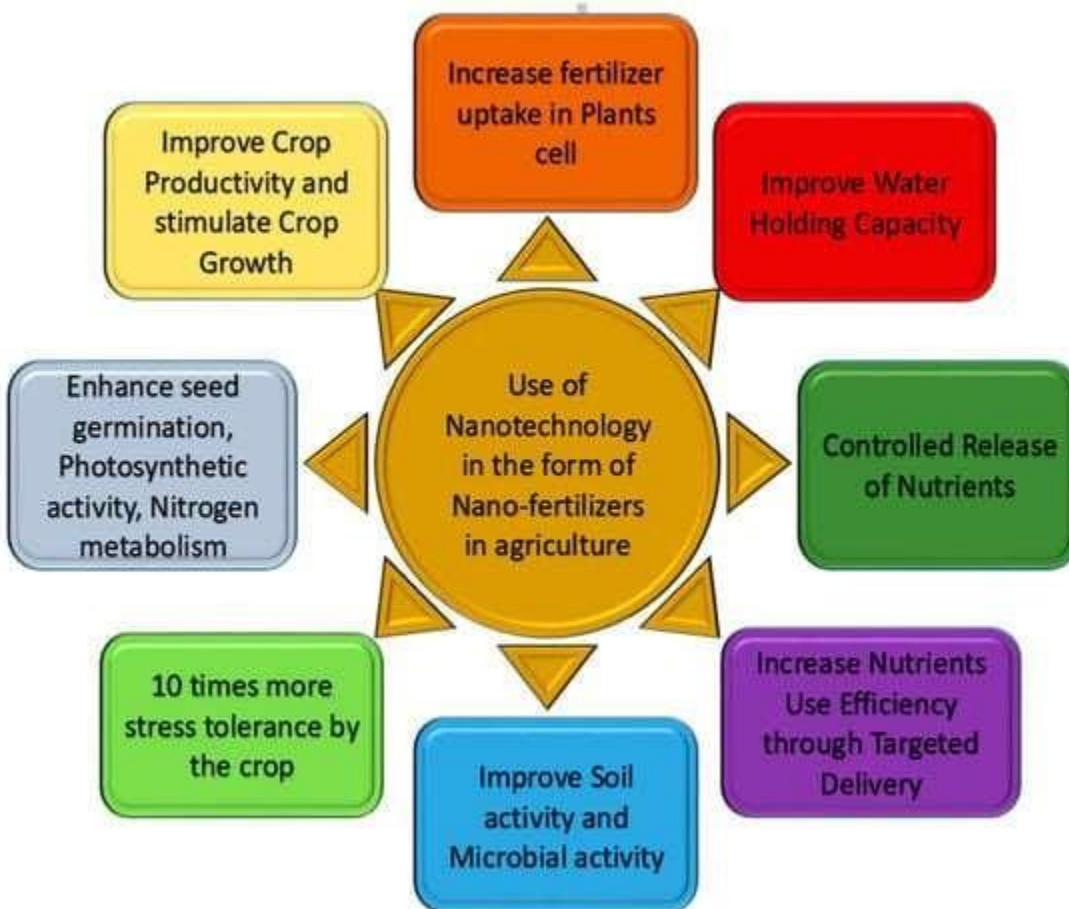 Increase fertilizer
uptake in Plants
cell
Improve Crop
Productivity and
stimulate Crop
Growth
Improve Water
Holding Capacity
Enhance seed
germination,
Photosynthetic
activity, Nitrogen
metabolism
Use of
Nanotechnology
in the form of
Nano-fertilizers
in agriculture
Controlled Release
of Nutrients
10 times more
stress tolerance by
the crop
Increase Nutrients
Use Efficiency
through Targeted
Delivery
Improve Soil
activity and
Microbial activity